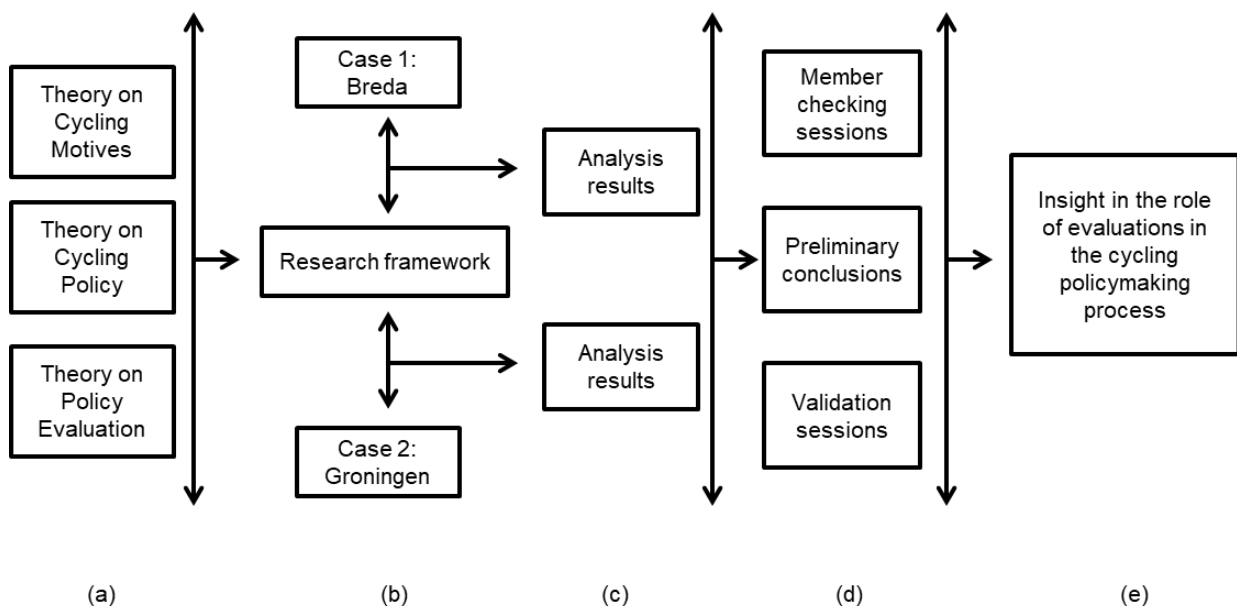 Theory on
Cycling
Motives
Theory on
Cycling
Policy
Theory on
Policy
Evaluation
Case 1:
Breda
Research framework
Case 2:
Groningen
Analysis
results
Analysis
results
Member
checking
sessions
Preliminary
conclusions
Validation
sessions
Insight in the role
of evaluations in
the cycling
policymaking
process
(a)
(b)
(c)
(d)
(e)